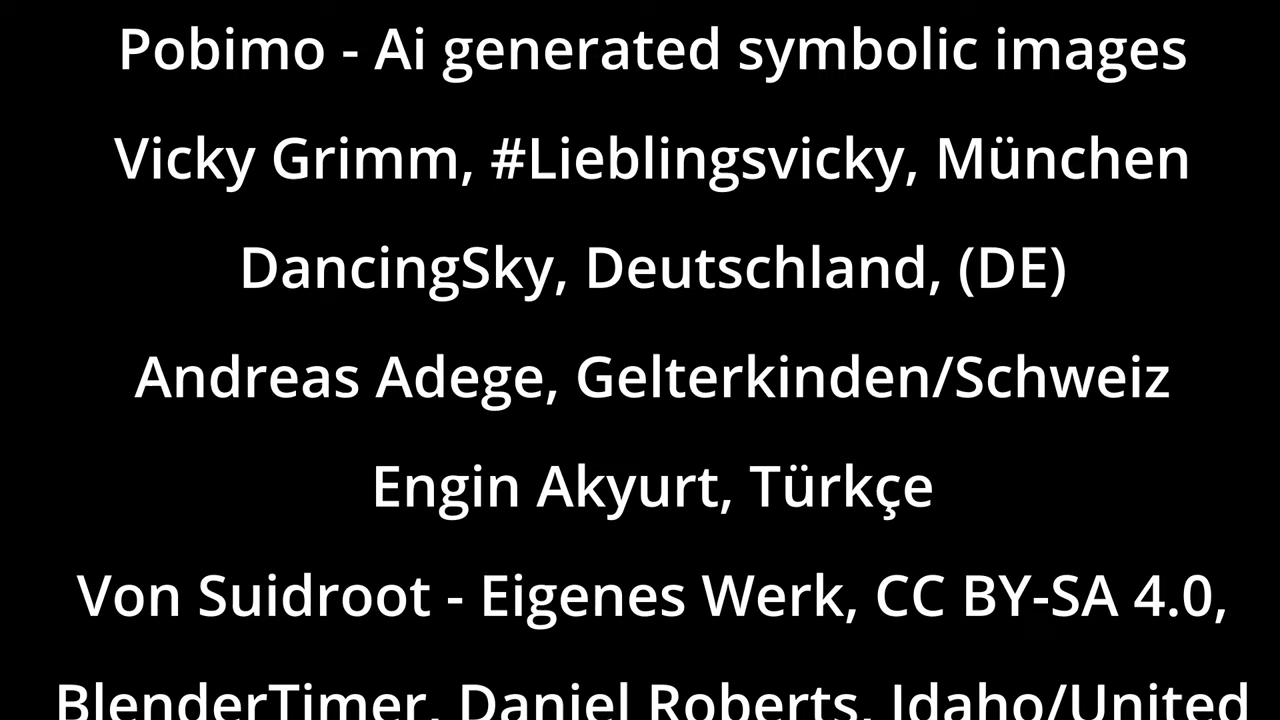 Pobimo - Ai generated symbolic images
Vicky Grimm, #Lieblingsvicky, München
DancingSky, Deutschland, (DE)
Andreas Adege, Gelterkinden/Schweiz
Engin Akyurt, Türkçe
Von Suidroot - Eigenes Werk, CC BY-SA 4.0,
BlenderTimer, Daniel Roberts, Idaho/United